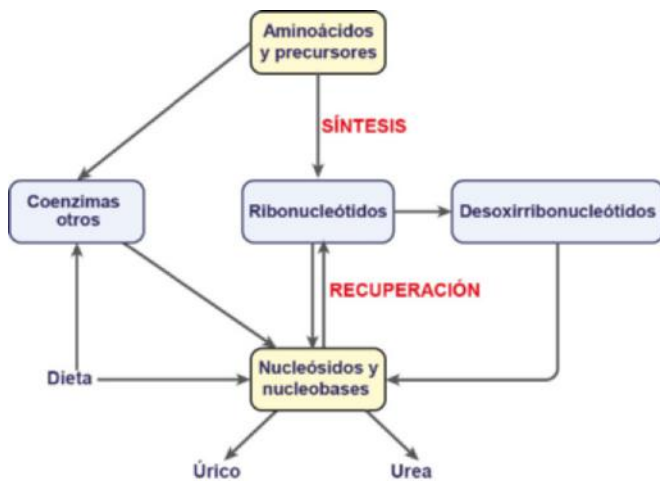 Aminoácidos
y precursores
SÍNTESIS
Coenzimas
otros
Ribonucleótidos
Desoxirribonucleótidos
RECUPERACIÓN
Dieta
Nucleósidos y
nucleobases
Úrico
Urea